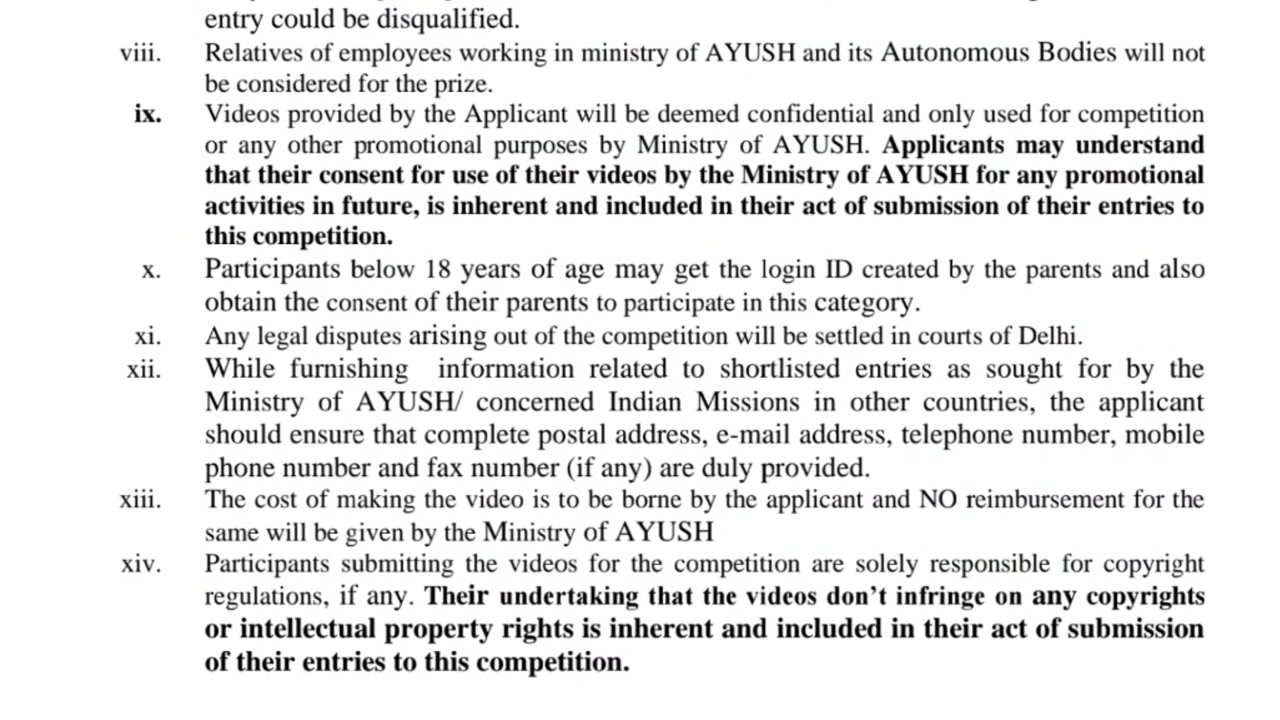 entry could be disqualified.
viii. Relatives of employees working in ministry of AYUSH and its Autonomous Bodies will not
be considered for the prize.
ix. Videos provided by the Applicant will be deemed confidential and only used for competition
or any other promotional purposes by Ministry of AYUSH. Applicants may understand
that their consent for use of their videos by the Ministry of AYUSH for any promotional
activities in future, is inherent and included in their act of submission of their entries to
this competition.
x. Participants below 18 years of age may get the login ID created by the parents and also
obtain the consent of their parents to participate in this category.
xi. Any legal disputes arising out of the competition will be settled in courts of Delhi.
xii. While furnishing information related to shortlisted entries as sought for by the
Ministry of AYUSH/ concerned Indian Missions in other countries, the applicant
should ensure that complete postal address, e-mail address, telephone number, mobile
phone number and fax number (if any) are duly provided.
xiii. The cost of making the video is to be borne by the applicant and NO reimbursement for the
same will be given by the Ministry of AYUSH
xiv. Participants submitting the videos for the competition are solely responsible for copyright
regulations, if any. Their undertaking that the videos don’t infringe on any copyrights
or intellectual property rights is inherent and included in their act of submission
of their entries to this competition.